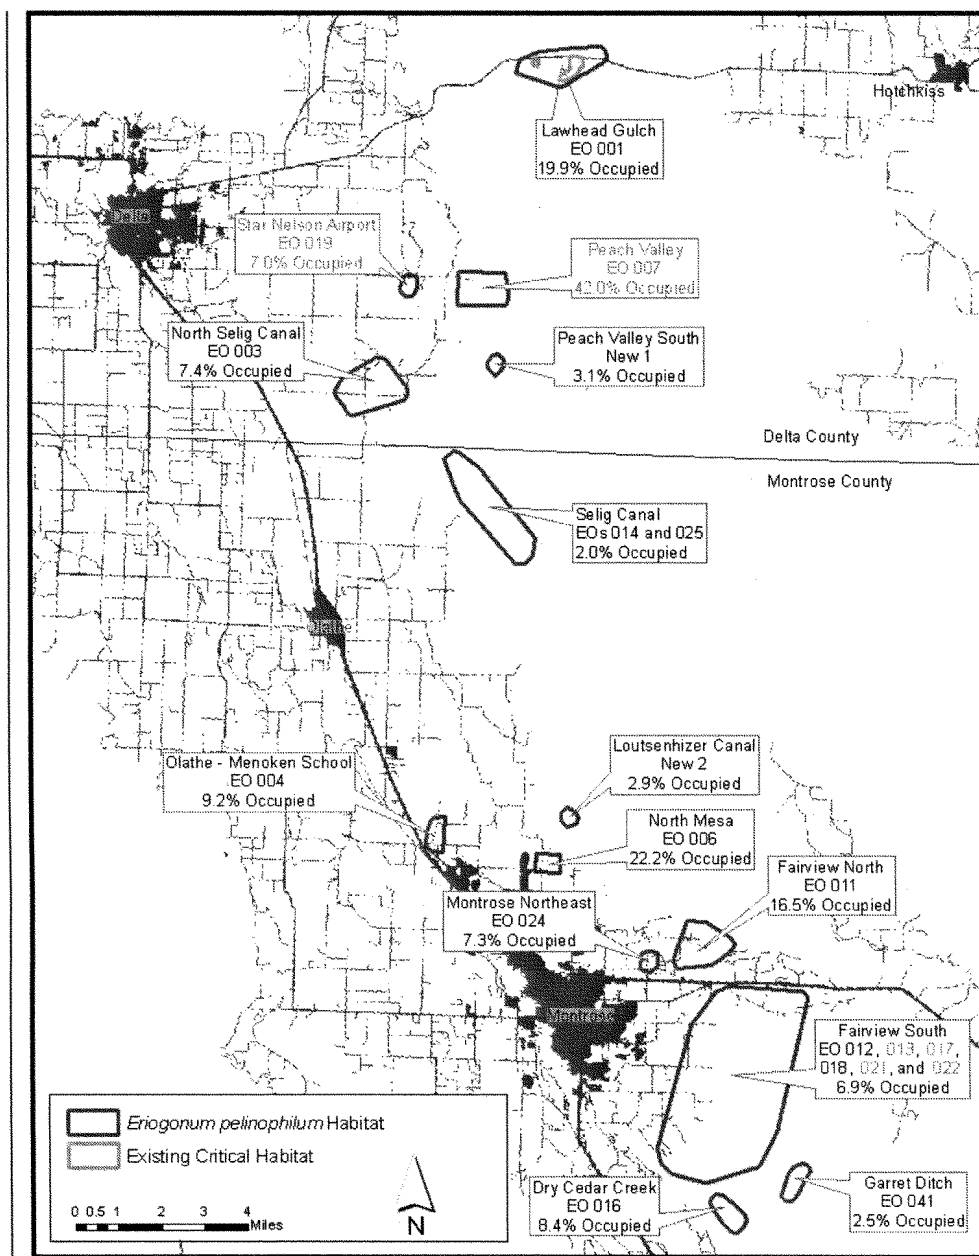 Hotchkiss
Lawhead Gulch
EO 001
19.9% Occupied
Delta
Star Nelson Airport
EO 019
7.0% Occupied
Peach Valley
EO 007
42.0% Occupied
North Selig Canal
EO 003
7.4% Occupied
Peach Valley South
New 1
3.1% Occupied
Delta County
Montrose County
Selig Canal
EOs 014 and 025
2.0% Occupied
Olathe
Loutsenhizer Canal
New 2
2.9% Occupied
Olathe - Menoken School
EO 004
9.2% Occupied
North Mesa
EO 006
22.2% Occupied
Fairview North
EO 011
16.5% Occupied
Montrose Northeast
EO 024
7.3% Occupied
Montrose
Fairview South
EO 012, 013, 017,
018, 021, and 022
6.9% Occupied
Garret Ditch
EO 041
2.5% Occupied
Dry Cedar Creek
EO 016
8.4% Occupied
Eriogonum pelinophilum Habitat
Existing Critical Habitat
0 0.5 1 2 3 4
Miles
N